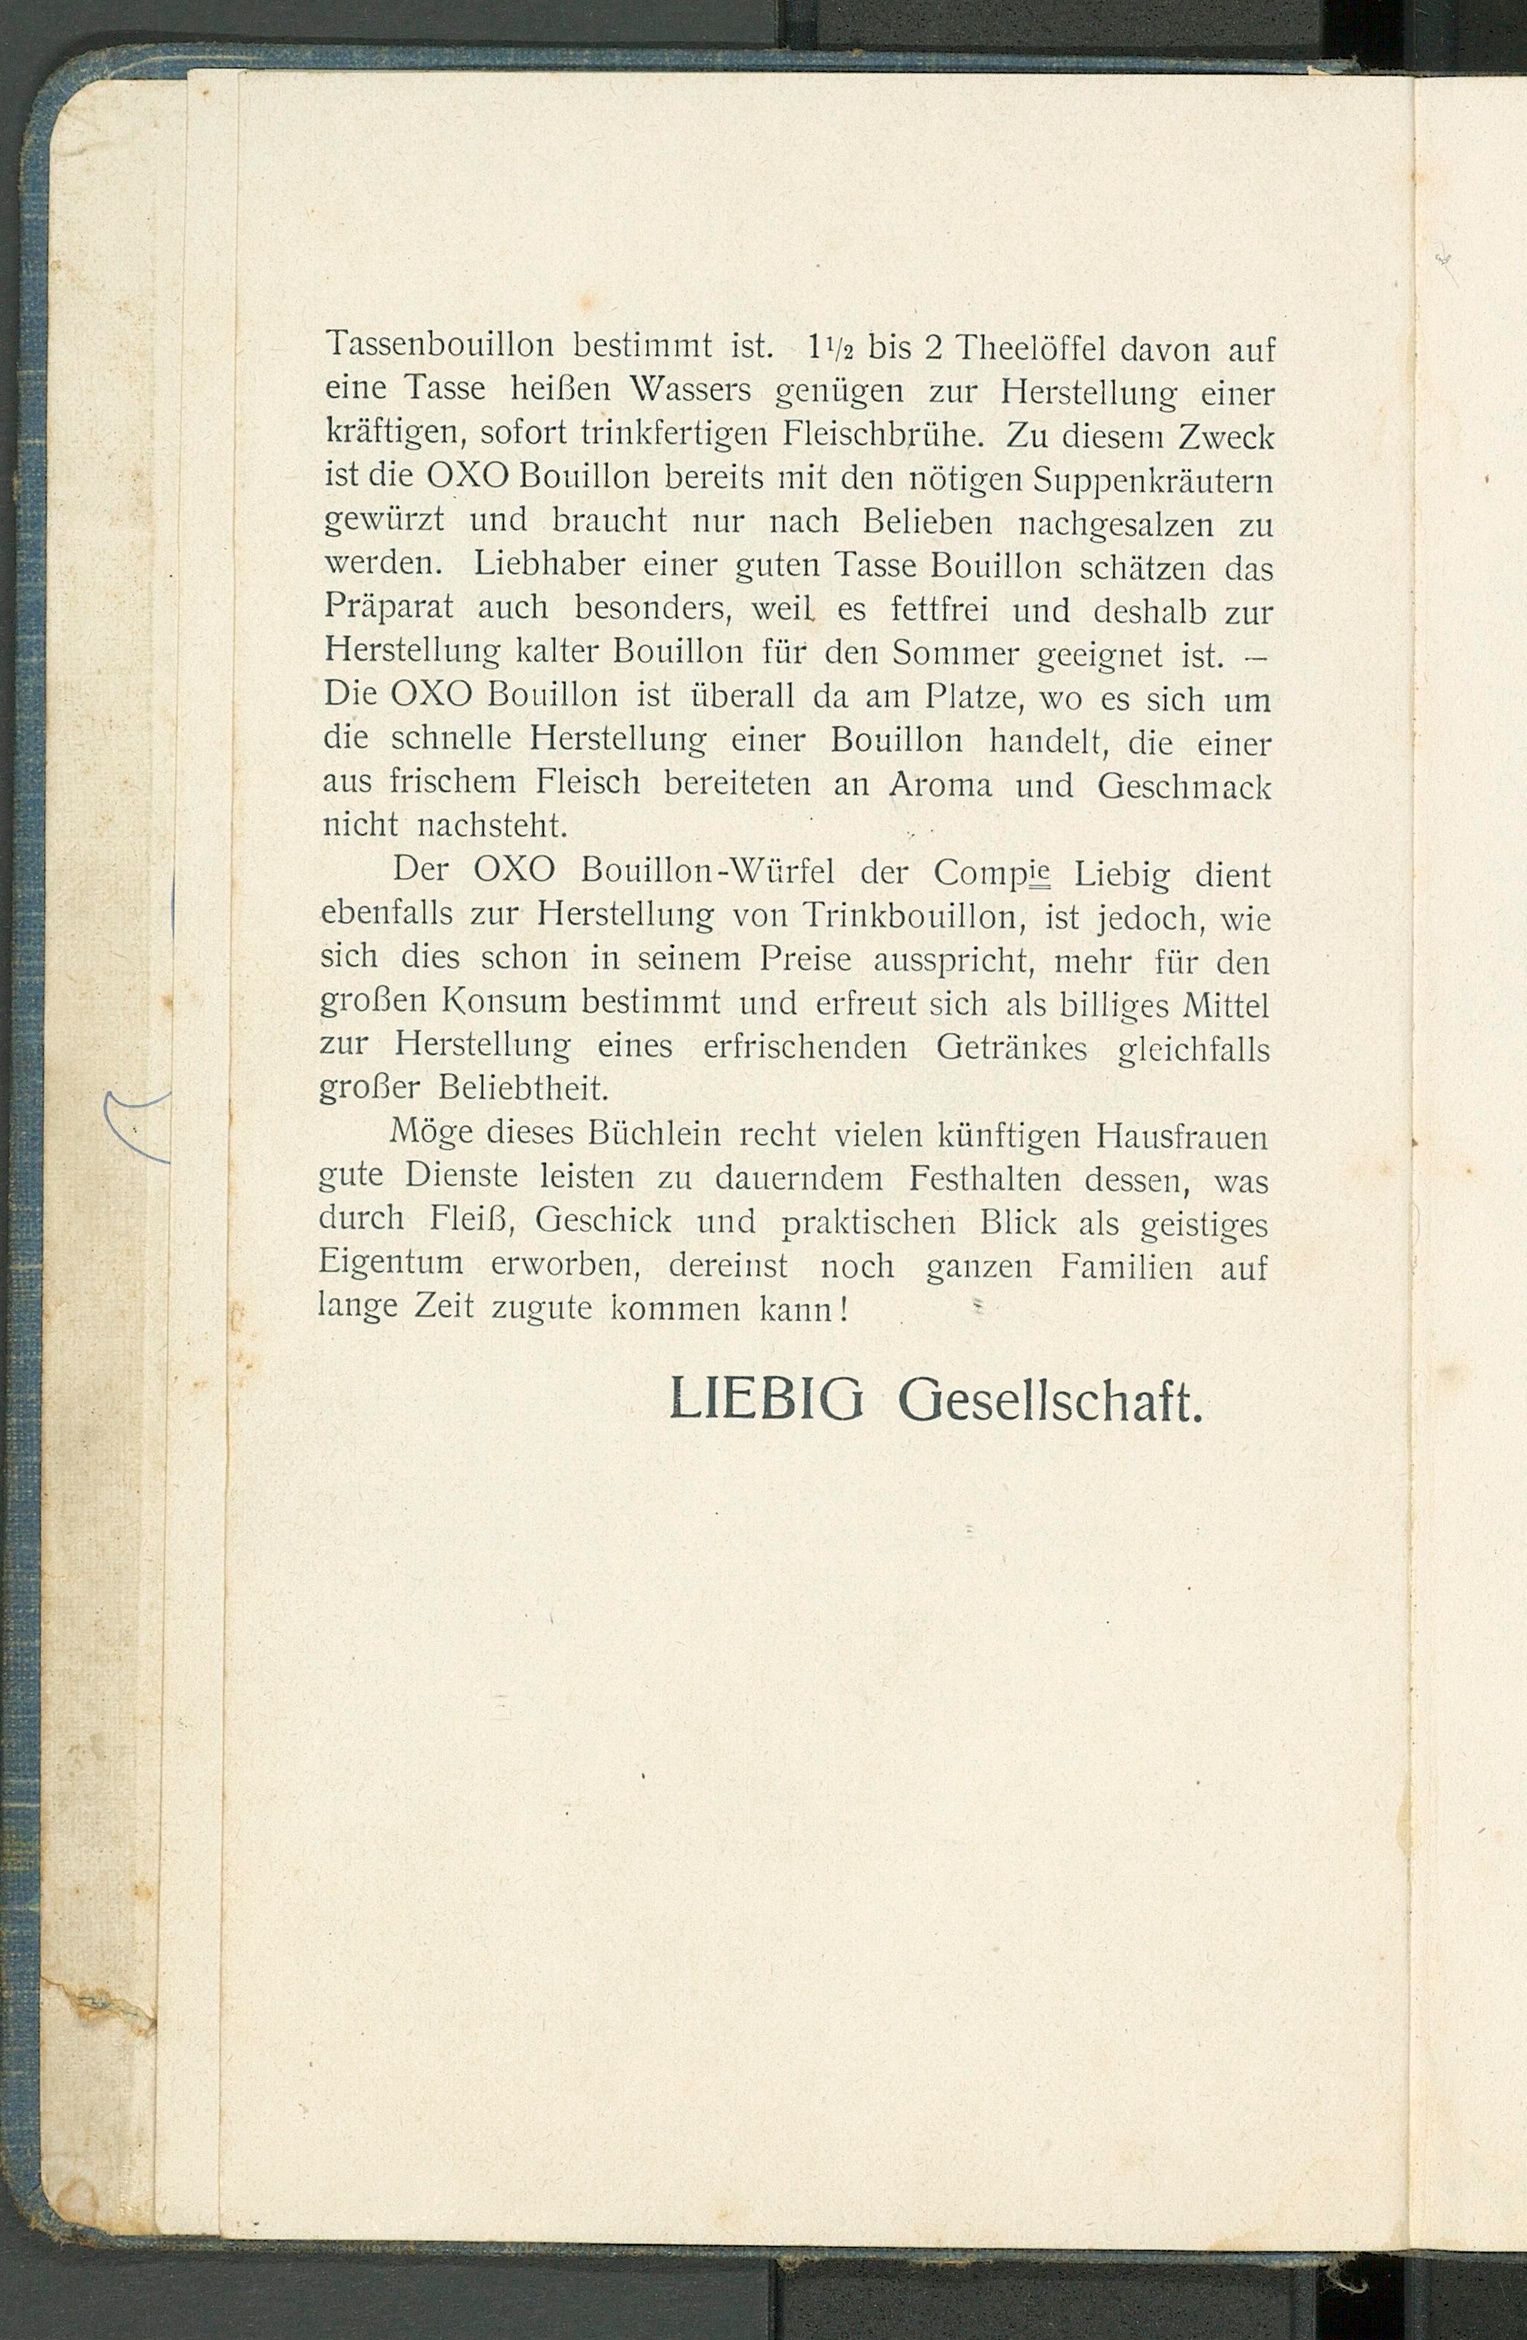 Tassenbouillon bestimmt ist. 1½ bis 2 Theelöffel davon auf
eine Tasse heißen Wassers genügen zur Herstellung einer
kräftigen, sofort trinkfertigen Fleischbrühe. Zu diesem Zweck
ist die OXO Bouillon bereits mit den nötigen Suppenkräutern
gewürzt und braucht nur nach Belieben nachgesalzen zu
werden. Liebhaber einer guten Tasse Bouillon schätzen das
Präparat auch besonders, weil es fettfrei und deshalb zur
Herstellung kalter Bouillon für den Sommer geeignet ist. —
Die OXO Bouillon ist überall da am Platze, wo es sich um
die schnelle Herstellung einer Bouillon handelt, die einer
aus frischem Fleisch bereiteten an Aroma und Geschmack
nicht nachsteht.
Der OXO Bouillon-Würfel der Compie Liebig dient
ebenfalls zur Herstellung von Trinkbouillon, ist jedoch, wie
sich dies schon in seinem Preise ausspricht, mehr für den
großen Konsum bestimmt und erfreut sich als billiges Mittel
zur Herstellung eines erfrischenden Getränkes gleichfalls
großer Beliebtheit.
Möge dieses Büchlein recht vielen künftigen Hausfrauen
gute Dienste leisten zu dauerndem Festhalten dessen, was
durch Fleiß, Geschick und praktischen Blick als geistiges
Eigentum erworben, dereinst noch ganzen Familien auf
lange Zeit zugute kommen kann!
LIEBIG Gesellschaft.